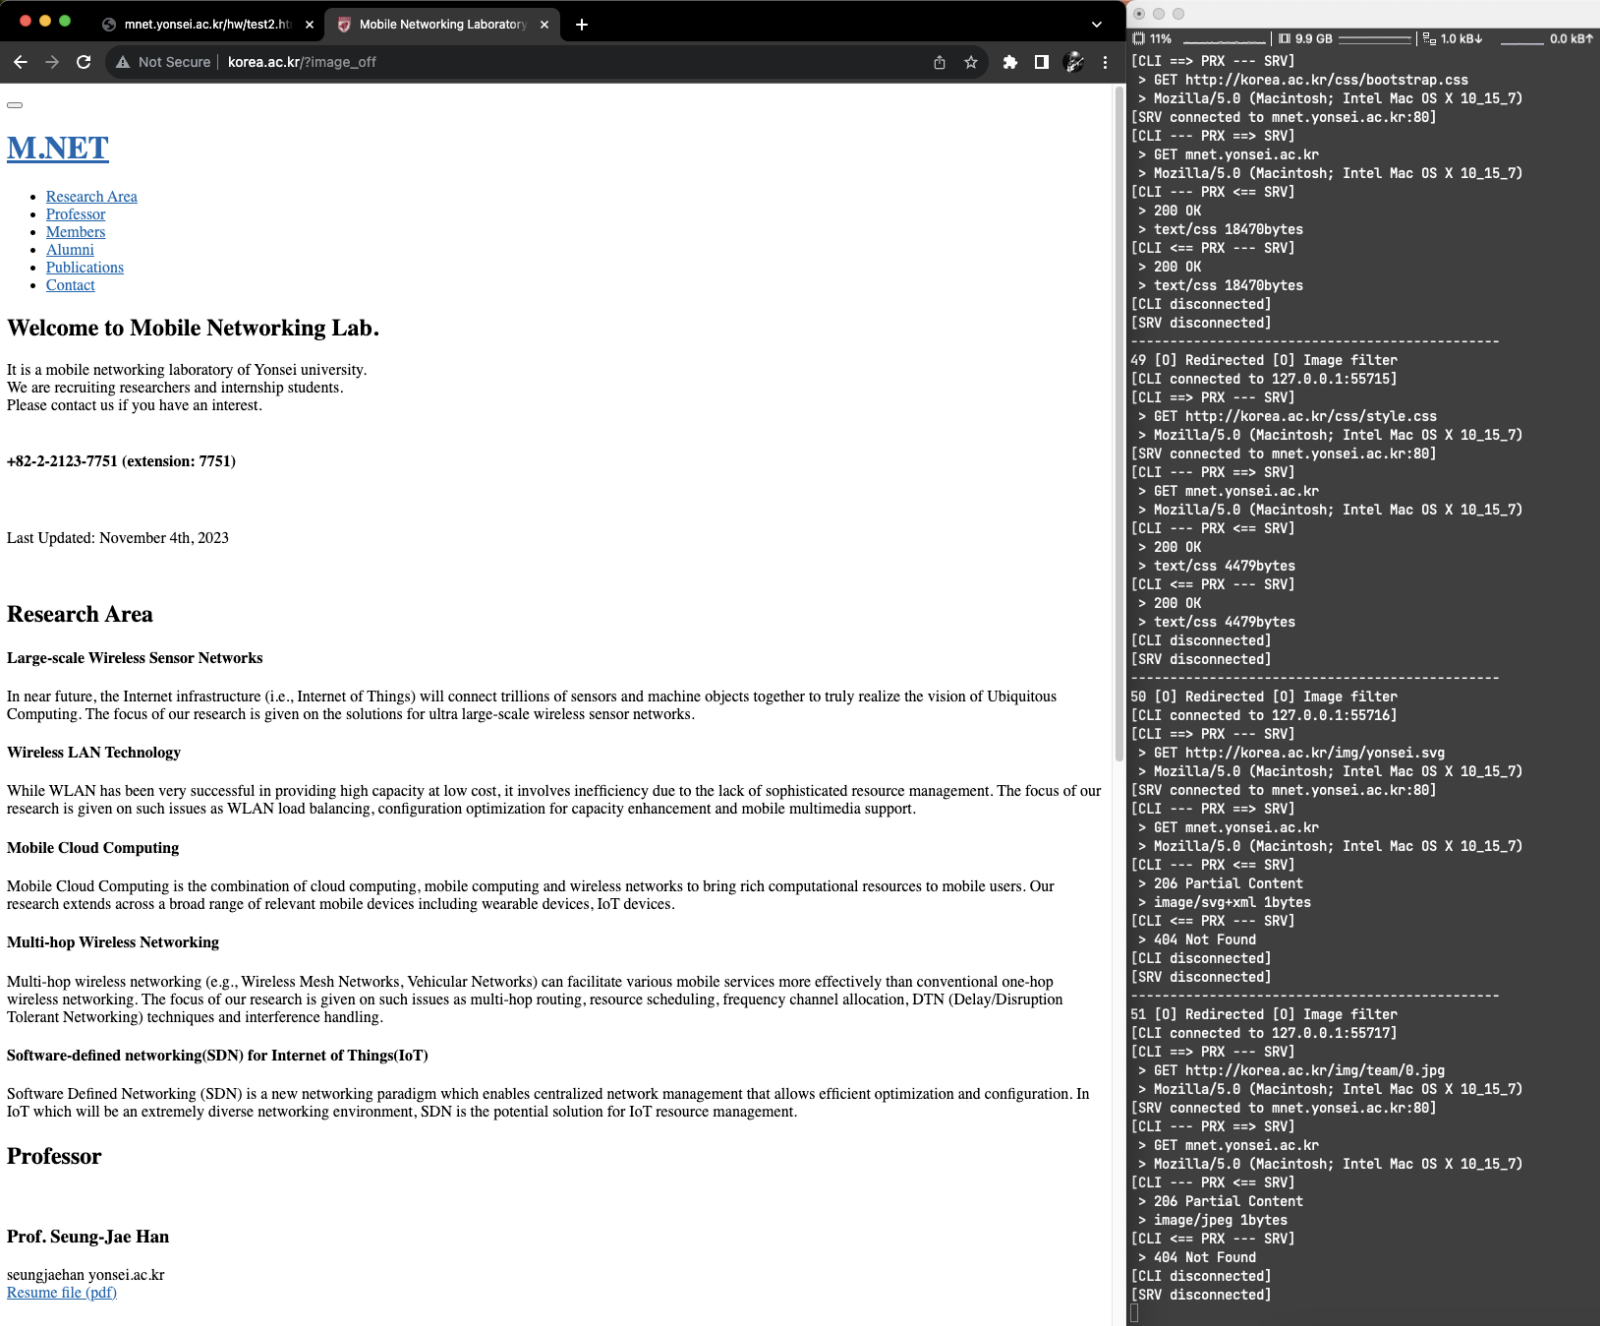 mnet.yonsei.ac.kr/hw/test2.ht
Mobile Networking Laboratory
Not Secure
korea.ac.kr/?image_off
M.NET
Research Area
Professor
Members
Alumni
Publications
Contact
Welcome to Mobile Networking Lab.
It is a mobile networking laboratory of Yonsei university.
We are recruiting researchers and internship students.
Please contact us if you have an interest.
+82-2-2123-7751 (extension: 7751)
Last Updated: November 4th, 2023
Research Area
Large-scale Wireless Sensor Networks
In near future, the Internet infrastructure (i.e., Internet of Things) will connect trillions of sensors and machine objects together to truly realize the vision of Ubiquitous
Computing. The focus of our research is given on the solutions for ultra large-scale wireless sensor networks.
Wireless LAN Technology
While WLAN has been very successful in providing high capacity at low cost, it involves inefficiency due to the lack of sophisticated resource management. The focus of our
research is given on such issues as WLAN load balancing, configuration optimization for capacity enhancement and mobile multimedia support.
Mobile Cloud Computing
Mobile Cloud Computing is the combination of cloud computing, mobile computing and wireless networks to bring rich computational resources to mobile users. Our
research extends across a broad range of relevant mobile devices including wearable devices, IoT devices.
Multi-hop Wireless Networking
Multi-hop wireless networking (e.g., Wireless Mesh Networks, Vehicular Networks) can facilitate various mobile services more effectively than conventional one-hop
wireless networking. The focus of our research is given on such issues as multi-hop routing, resource scheduling, frequency channel allocation, DTN (Delay/Disruption
Tolerant Networking) techniques and interference handling.
Software-defined networking(SDN) for Internet of Things(IoT)
Software Defined Networking (SDN) is a new networking paradigm which enables centralized network management that allows efficient optimization and configuration. In
IoT which will be an extremely diverse networking environment, SDN is the potential solution for IoT resource management.
Professor
Prof. Seung-Jae Han
seungjaehan yonsei.ac.kr
Resume file (pdf)
11% 9.9 GB 1.0 kB↓ 0.0 kB↑
[CLI ==> PRX --- SRV]
> GET http://korea.ac.kr/css/bootstrap.css
> Mozilla/5.0 (Macintosh; Intel Mac OS X 10_15_7)
[SRV connected to mnet.yonsei.ac.kr:80]
[CLI --- PRX ==> SRV]
> GET mnet.yonsei.ac.kr
> Mozilla/5.0 (Macintosh; Intel Mac OS X 10_15_7)
[CLI --- PRX <== SRV]
> 200 OK
> text/css 18470bytes
[CLI <== PRX --- SRV]
> 200 OK
> text/css 18470bytes
[CLI disconnected]
[SRV disconnected]
-----------------------------------------------
49 [O] Redirected [O] Image filter
[CLI connected to 127.0.0.1:55715]
[CLI ==> PRX --- SRV]
> GET http://korea.ac.kr/css/style.css
> Mozilla/5.0 (Macintosh; Intel Mac OS X 10_15_7)
[SRV connected to mnet.yonsei.ac.kr:80]
[CLI --- PRX ==> SRV]
> GET mnet.yonsei.ac.kr
> Mozilla/5.0 (Macintosh; Intel Mac OS X 10_15_7)
[CLI --- PRX <== SRV]
> 200 OK
> text/css 4479bytes
[CLI <== PRX --- SRV]
> 200 OK
> text/css 4479bytes
[CLI disconnected]
[SRV disconnected]
-----------------------------------------------
50 [O] Redirected [O] Image filter
[CLI connected to 127.0.0.1:55716]
[CLI ==> PRX --- SRV]
> GET http://korea.ac.kr/img/yonsei.svg
> Mozilla/5.0 (Macintosh; Intel Mac OS X 10_15_7)
[SRV connected to mnet.yonsei.ac.kr:80]
[CLI --- PRX ==> SRV]
> GET mnet.yonsei.ac.kr
> Mozilla/5.0 (Macintosh; Intel Mac OS X 10_15_7)
[CLI --- PRX <== SRV]
> 206 Partial Content
> image/svg+xml 1bytes
[CLI <== PRX --- SRV]
> 404 Not Found
[CLI disconnected]
[SRV disconnected]
-----------------------------------------------
51 [O] Redirected [O] Image filter
[CLI connected to 127.0.0.1:55717]
[CLI ==> PRX --- SRV]
> GET http://korea.ac.kr/img/team/0.jpg
> Mozilla/5.0 (Macintosh; Intel Mac OS X 10_15_7)
[SRV connected to mnet.yonsei.ac.kr:80]
[CLI --- PRX ==> SRV]
> GET mnet.yonsei.ac.kr
> Mozilla/5.0 (Macintosh; Intel Mac OS X 10_15_7)
[CLI --- PRX <== SRV]
> 206 Partial Content
> image/jpeg 1bytes
[CLI <== PRX --- SRV]
> 404 Not Found
[CLI disconnected]
[SRV disconnected]